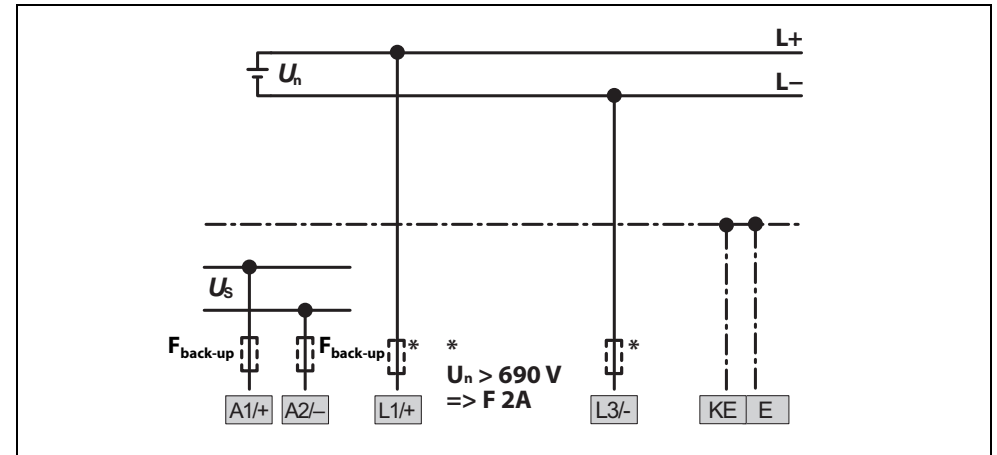 L+
Un
L–
US
Fback-up
Fback-up
*
*
*
Un > 690 V
=> F 2A
A1/+
A2/–
L1/+
L3/-
KE
E